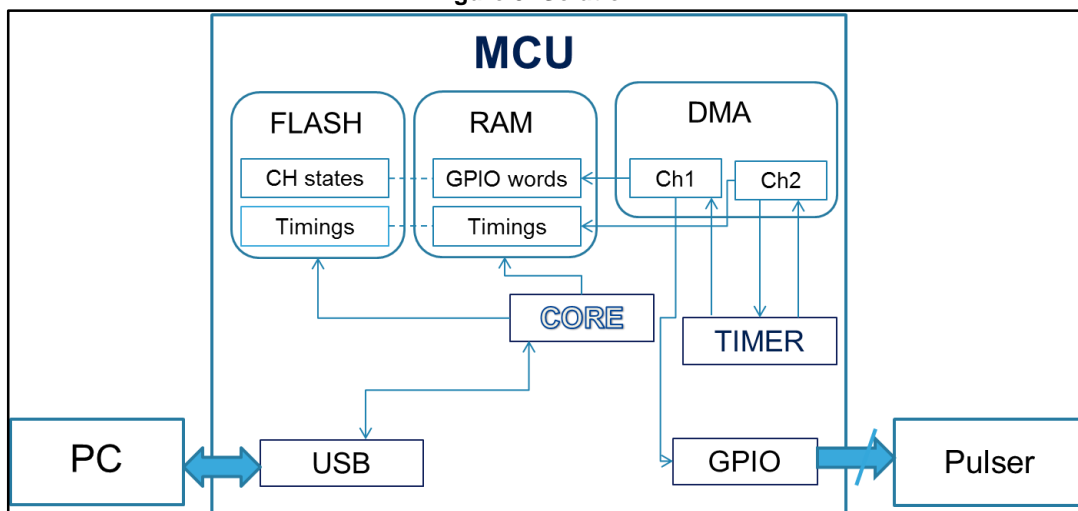 MCU
FLASH
RAM
DMA
CH states
GPIO words
Ch1
Ch2
Timings
Timings
CORE
TIMER
PC
USB
GPIO
Pulser